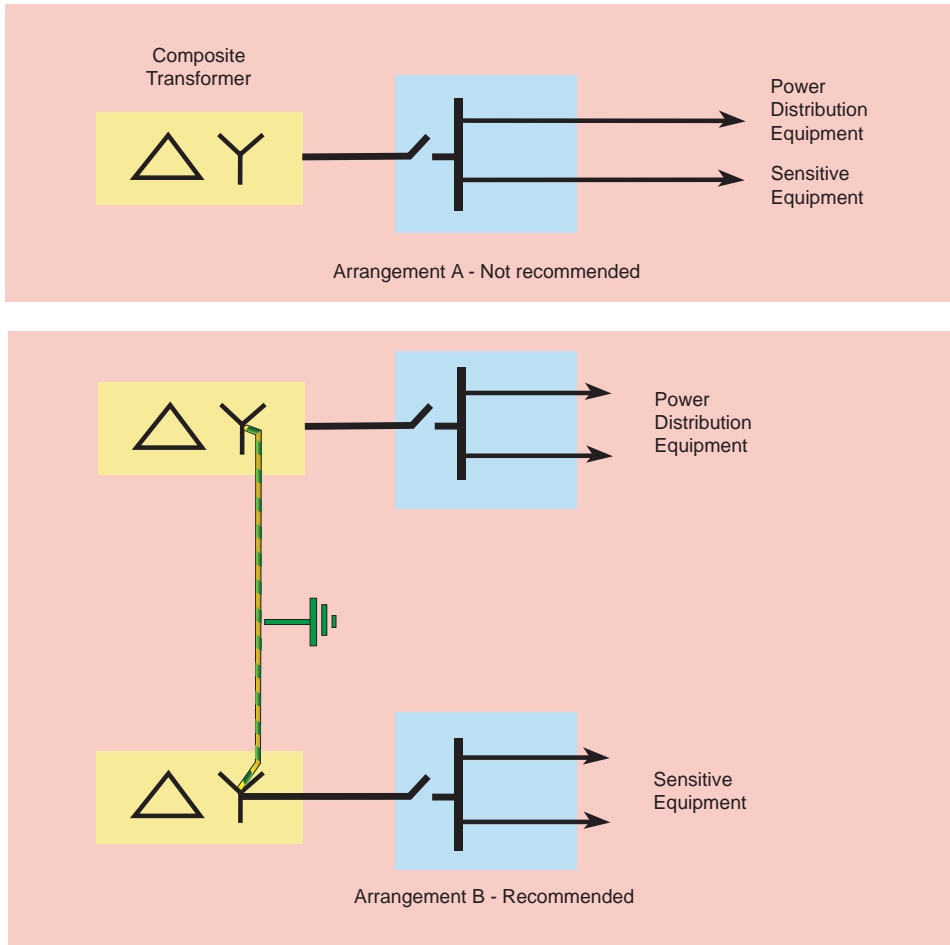 Composite
Transformer
Power
Distribution
Equipment
Sensitive
Equipment
Arrangement A - Not recommended
Power
Distribution
Equipment
Sensitive
Equipment
Arrangement B - Recommended